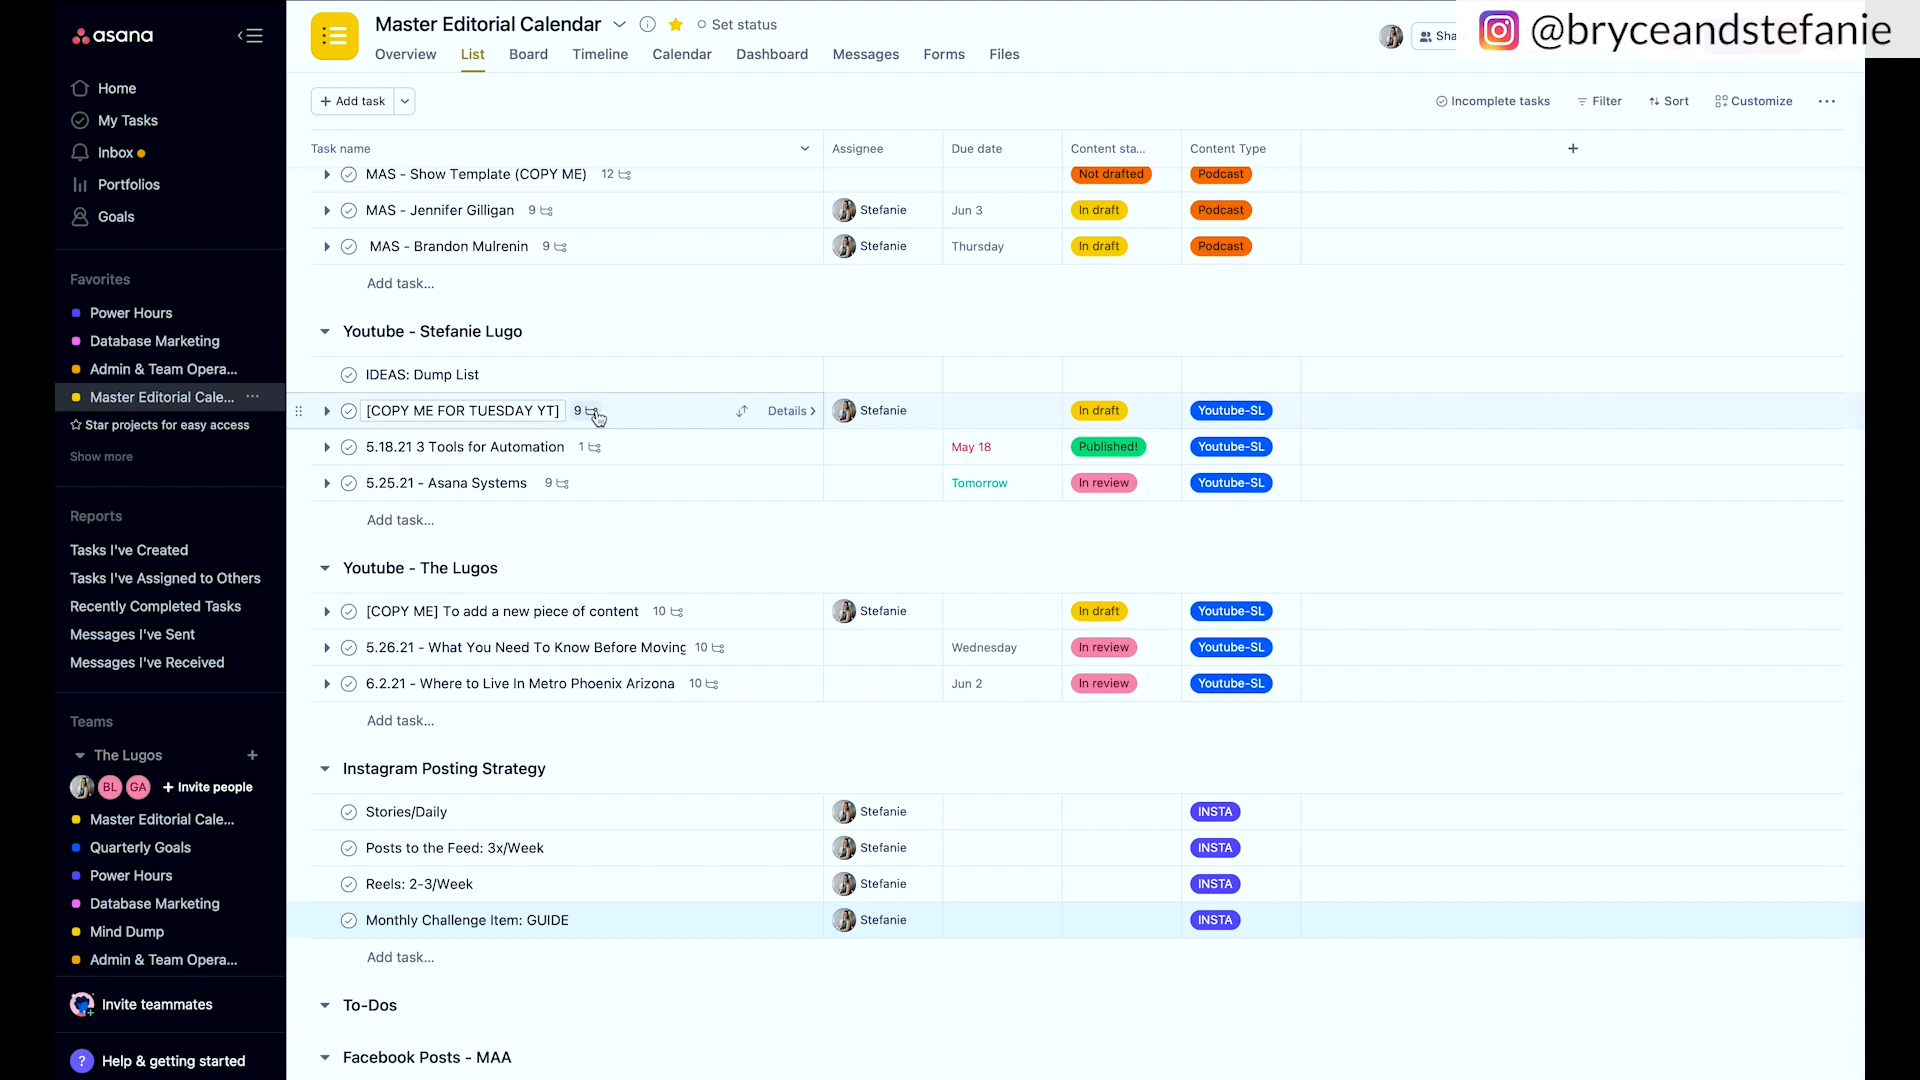 asana
Home
My Tasks
Inbox
Portfolios
Goals
Favorites
Power Hours
Database Marketing
Admin & Team Opera...
Master Editorial Cale... ...
Star projects for easy access
Show more
Reports
Tasks I've Created
Tasks I've Assigned to Others
Recently Completed Tasks
Messages I've Sent
Messages I've Received
Teams
The Lugos +
BL GA + Invite people
Master Editorial Cale...
Quarterly Goals
Power Hours
Database Marketing
Mind Dump
Admin & Team Opera...
Invite teammates
? Help & getting started
Master Editorial Calendar Set status
Overview List Board Timeline Calendar Dashboard Messages Forms Files
Sha
@bryceandstefanie
+ Add task
Incomplete tasks Filter Sort Customize ...
Task name Assignee Due date Content sta... Content Type +
MAS - Show Template (COPY ME) 12 Not drafted Podcast
MAS - Jennifer Gilligan 9 Stefanie Jun 3 In draft Podcast
MAS - Brandon Mulrenin 9 Stefanie Thursday In draft Podcast
Add task...
Youtube - Stefanie Lugo
IDEAS: Dump List
[COPY ME FOR TUESDAY YT] 9 Details Stefanie In draft Youtube-SL
5.18.21 3 Tools for Automation 1 May 18 Published! Youtube-SL
5.25.21 - Asana Systems 9 Tomorrow In review Youtube-SL
Add task...
Youtube - The Lugos
[COPY ME] To add a new piece of content 10 Stefanie In draft Youtube-SL
5.26.21 - What You Need To Know Before Moving 10 Wednesday In review Youtube-SL
6.2.21 - Where to Live In Metro Phoenix Arizona 10 Jun 2 In review Youtube-SL
Add task...
Instagram Posting Strategy
Stories/Daily Stefanie INSTA
Posts to the Feed: 3x/Week Stefanie INSTA
Reels: 2-3/Week Stefanie INSTA
Monthly Challenge Item: GUIDE Stefanie INSTA
Add task...
To-Dos
Facebook Posts - MAA